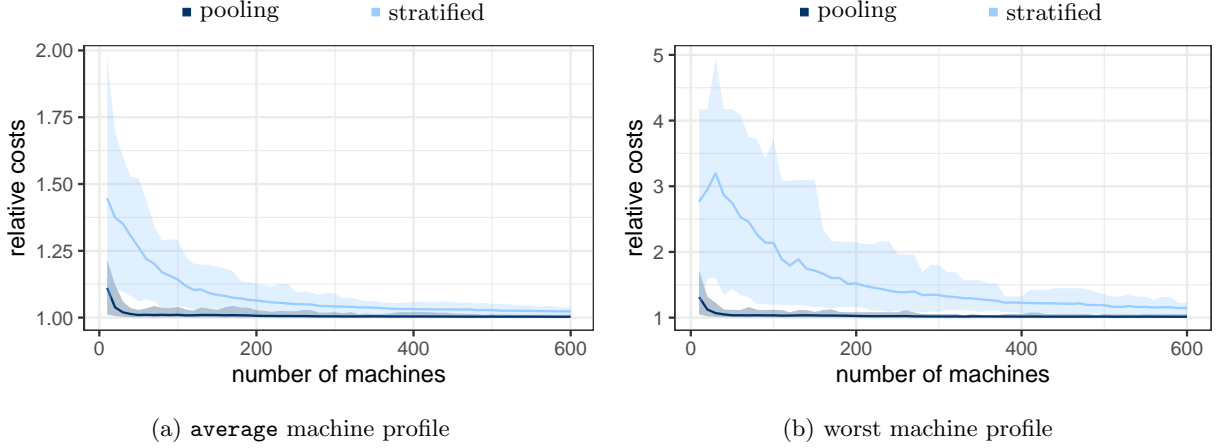 pooling stratified
2.00
1.75
1.50
1.25
1.00
relative costs
0 200 400 600
number of machines
(a) average machine profile
pooling stratified
5
4
3
2
1
relative costs
0 200 400 600
number of machines
(b) worst machine profile